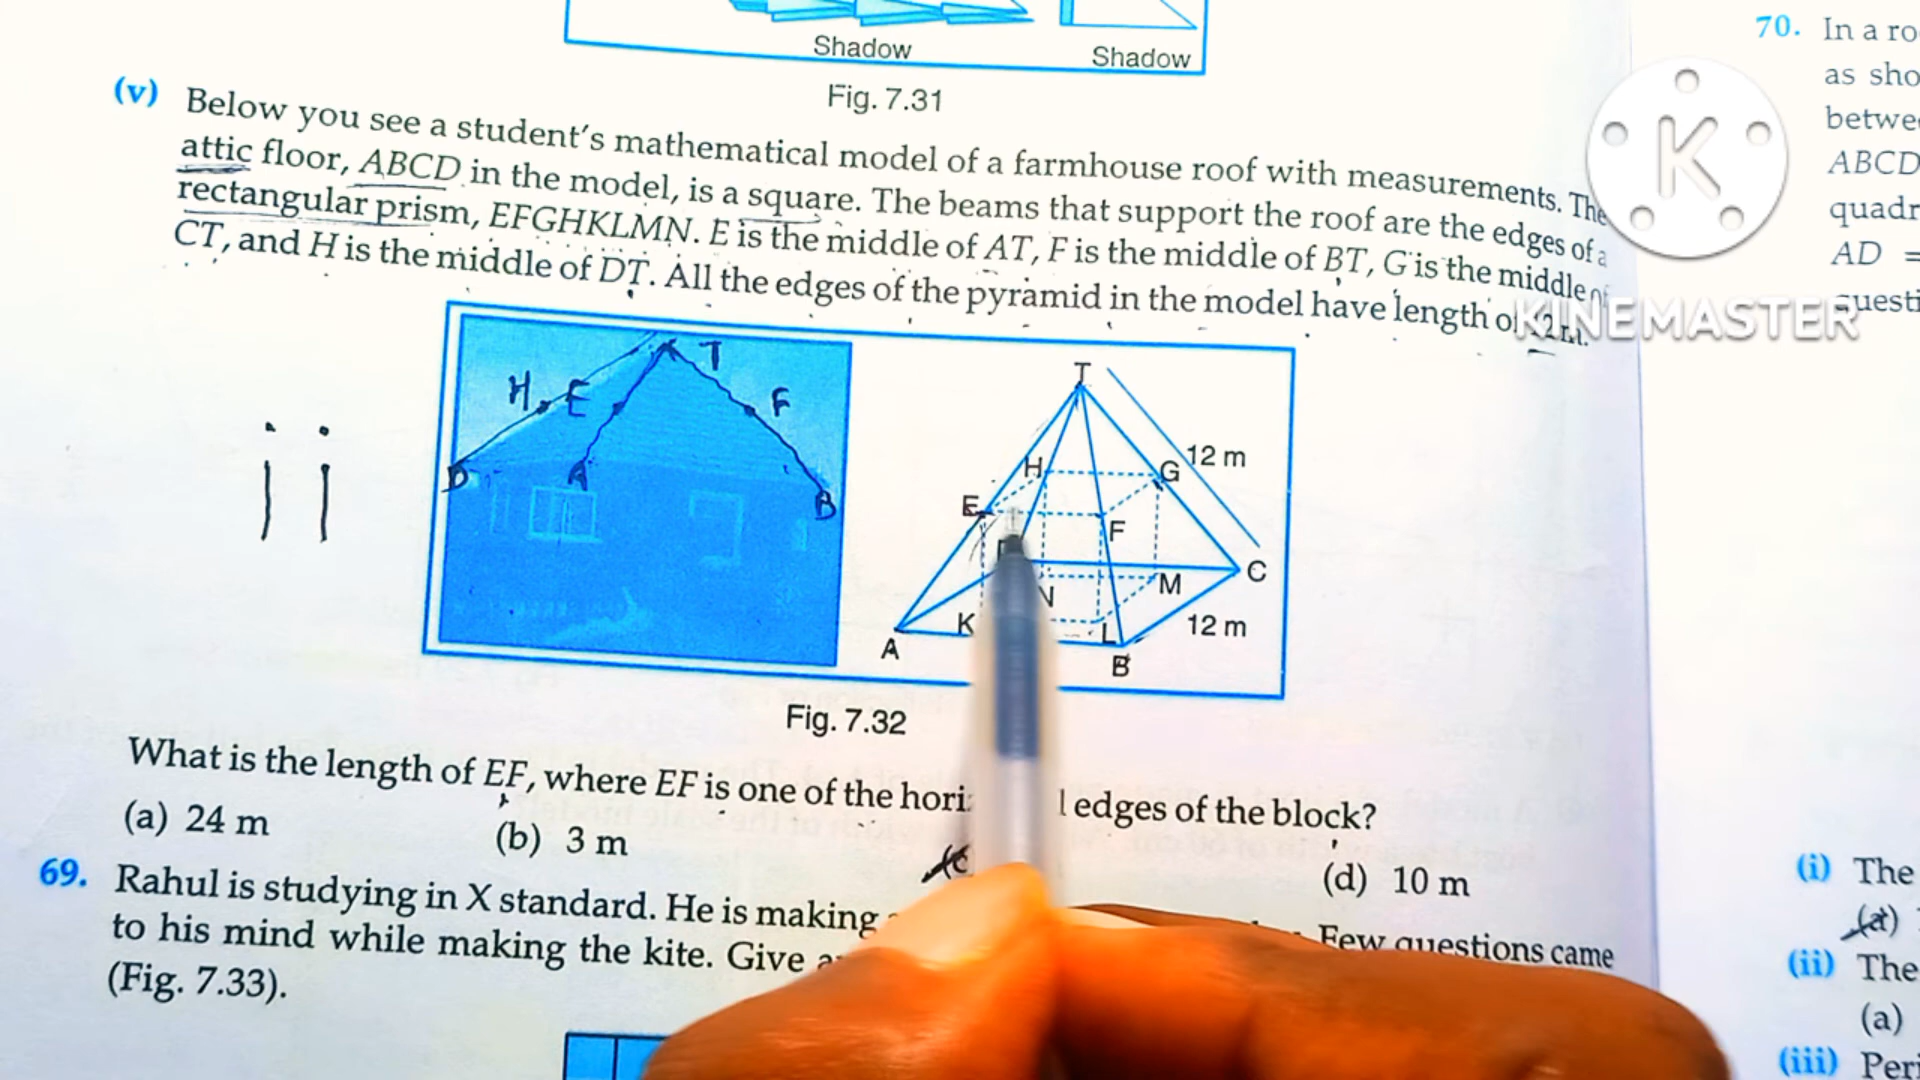 Shadow
Shadow
Fig. 7.31
(v) Below you see a student's mathematical model of a farmhouse roof with measurements. The
attic floor, ABCD in the model, is a square. The beams that support the roof are the edges of a
rectangular prism, EFGHKLMN. E is the middle of AT, F is the middle of BT, G is the middle of
CT, and H is the middle of DT. All the edges of the pyramid in the model have length of 12 m.
KINEMASTER
K
T
H
E
F
D
A
B
T
12 m
H
G
E
F
C
N
M
K
L
12 m
A
B
Fig. 7.32
What is the length of EF, where EF is one of the edges of the block?
(a) 24 m
(b) 3 m
(c
(d) 10 m
69. Rahul is studying in X standard. He is making Few questions came
to his mind while making the kite. Give
(Fig. 7.33).
70. In a ro
as sho
betwe
ABCD
quadr
AD =
questi
(i) The
(a)
(ii) The
(a)
(iii) Peri